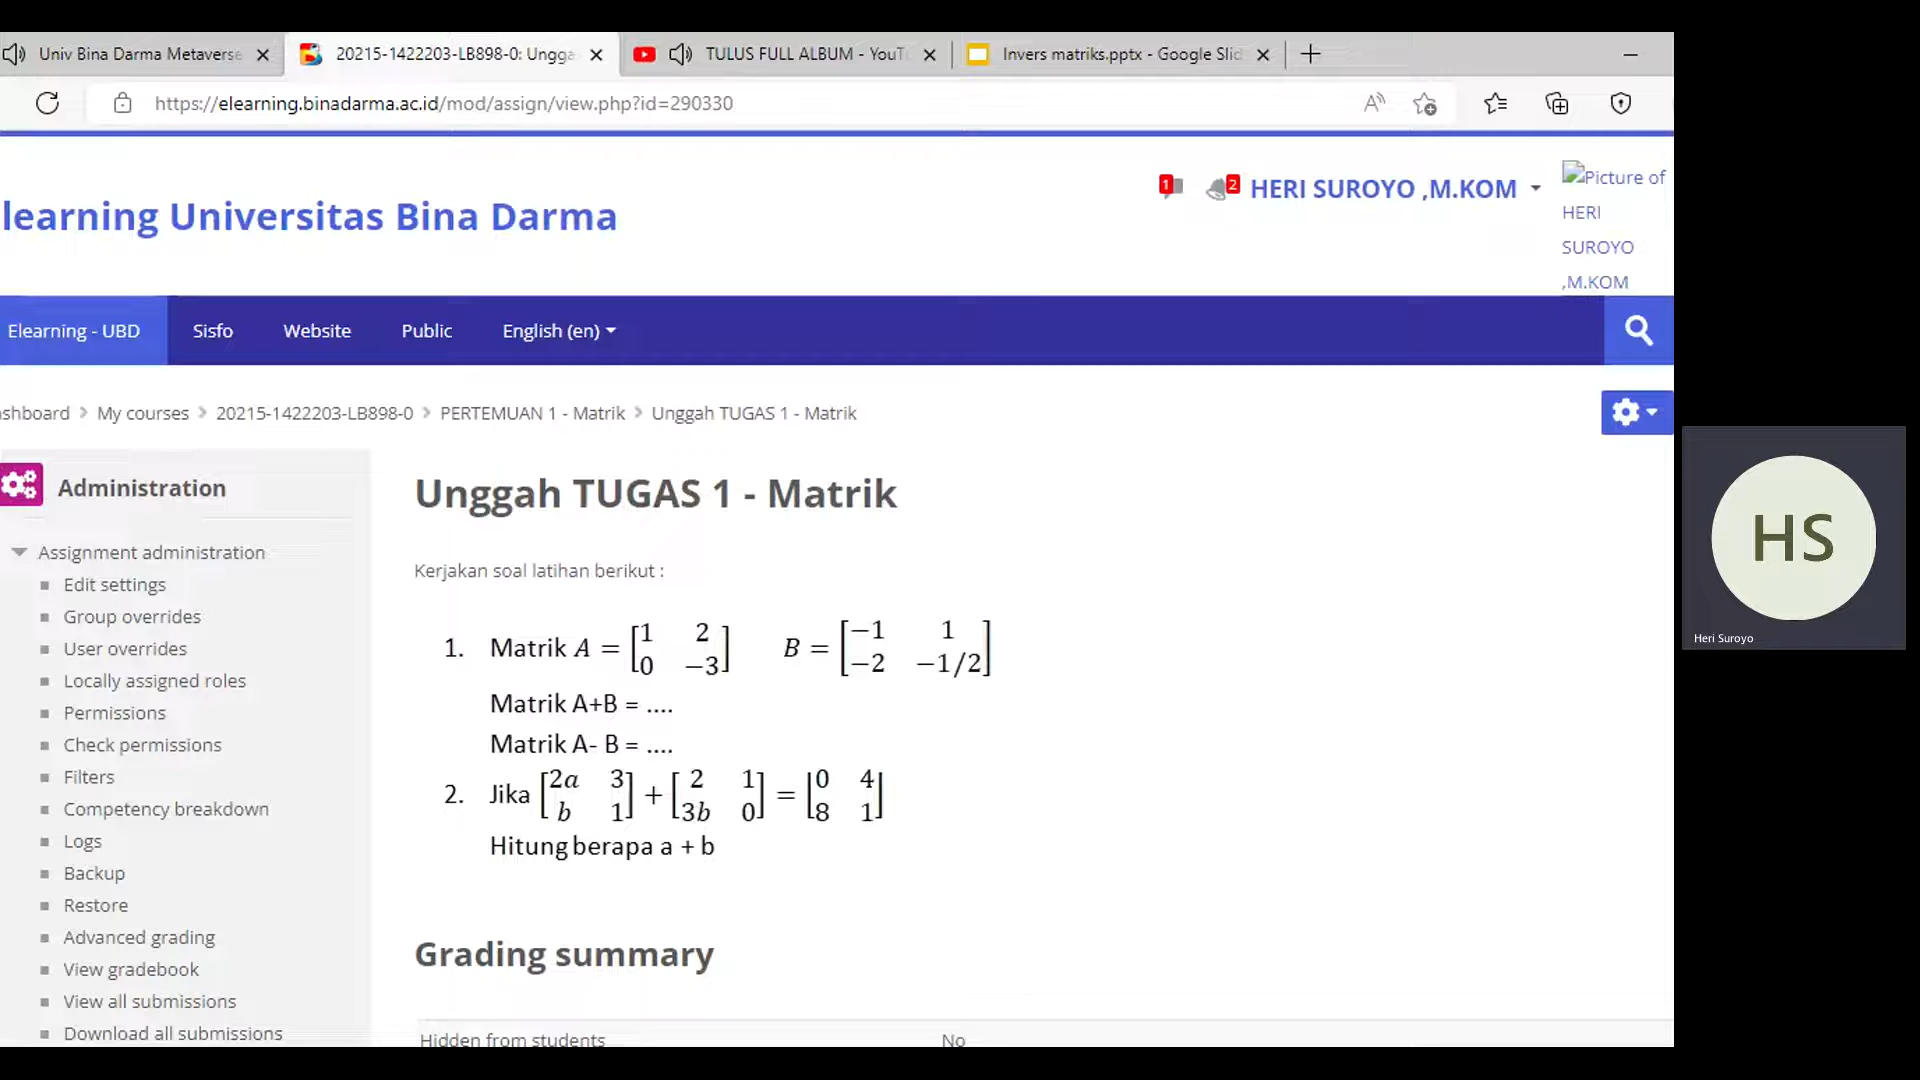 Univ Bina Darma Metaverse
20215-1422203-LB898-0: Ungga
TULUS FULL ALBUM - YouT
Invers matriks.pptx - Google Slid
https://elearning.binadarma.ac.id/mod/assign/view.php?id=290330
1
2
HERI SUROYO ,M.KOM
Picture of
HERI
SUROYO
,M.KOM
learning Universitas Bina Darma
Elearning - UBD
Sisfo
Website
Public
English (en)
ashboard
My courses
20215-1422203-LB898-0
PERTEMUAN 1 - Matrik
Unggah TUGAS 1 - Matrik
Administration
Assignment administration
Edit settings
Group overrides
User overrides
Locally assigned roles
Permissions
Check permissions
Filters
Competency breakdown
Logs
Backup
Restore
Advanced grading
View gradebook
View all submissions
Download all submissions
Unggah TUGAS 1 - Matrik
Kerjakan soal latihan berikut :
1. Matrik A = [1 2 0 −3] B = [−1 1 −2 −1/2]
Matrik A+B = ....
Matrik A- B = ....
2. Jika [2a 3 b 1] + [2 1 3b 0] = [0 4 8 1]
Hitung berapa a + b
Grading summary
Hidden from students
No
HS
Heri Suroyo